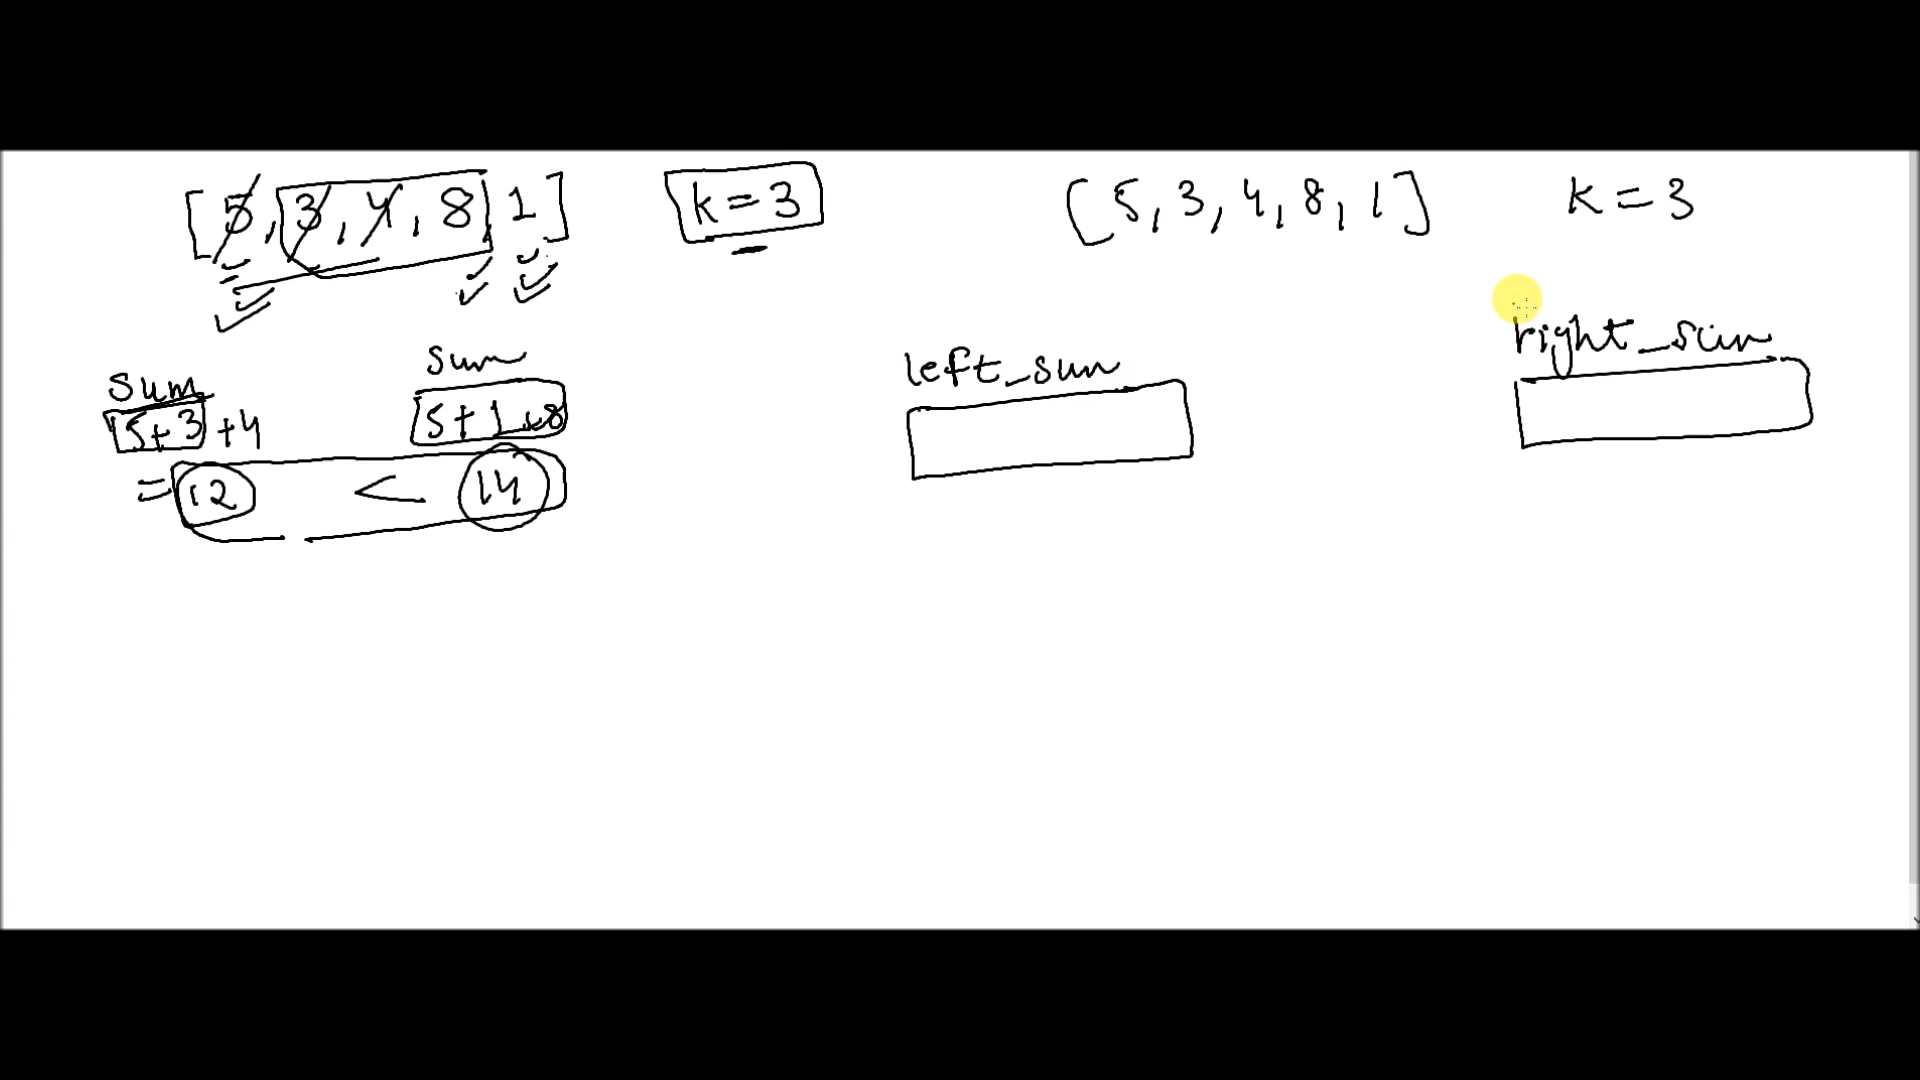 [5, 3, 4, 8, 1] k = 3
sum sum
5+3 +4 5+1+8
= 12 < 14
[5, 3, 4, 8, 1] k = 3
left_sum right_sum